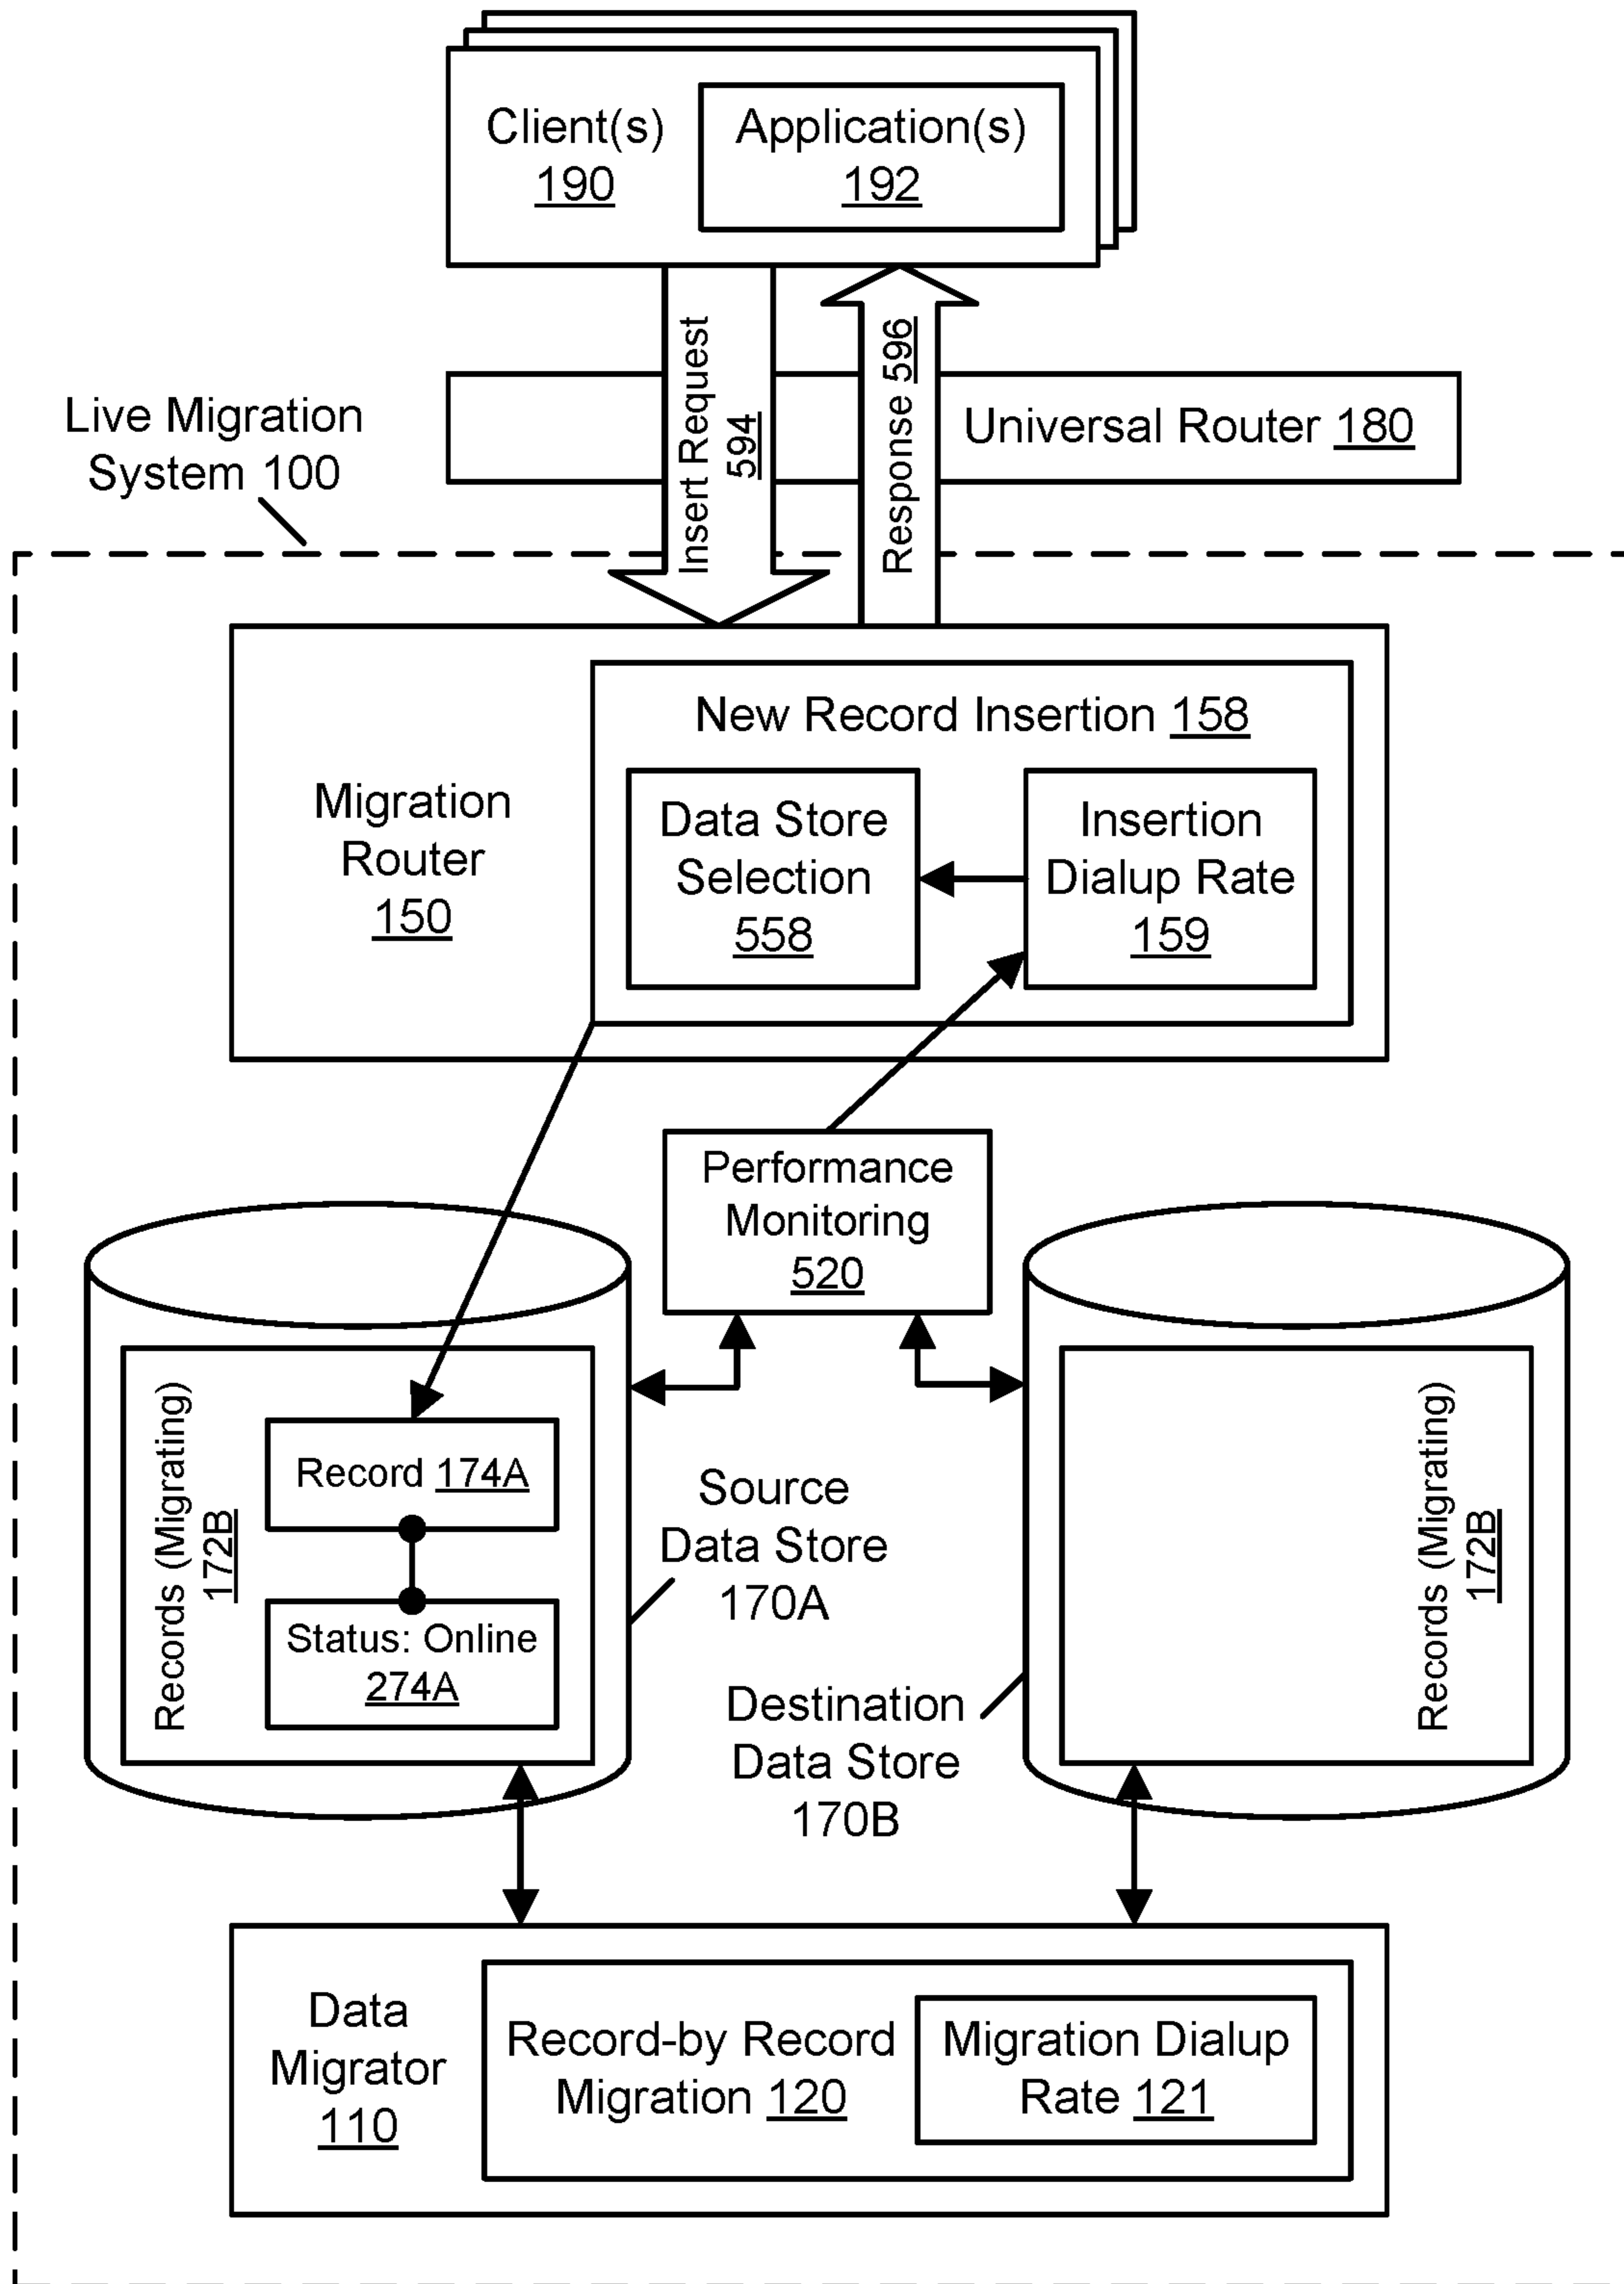 Client(s)
190
Application(s)
192
Insert Request
594
Response 596
Universal Router 180
Live Migration
System 100
New Record Insertion 158
Migration
Router
150
Data Store
Selection
558
Insertion
Dialup Rate
159
Performance
Monitoring
520
Records (Migrating)
172B
Record 174A
Status: Online
274A
Source
Data Store
170A
Destination
Data Store
170B
Records (Migrating)
172B
Data
Migrator
110
Record-by Record
Migration 120
Migration Dialup
Rate 121